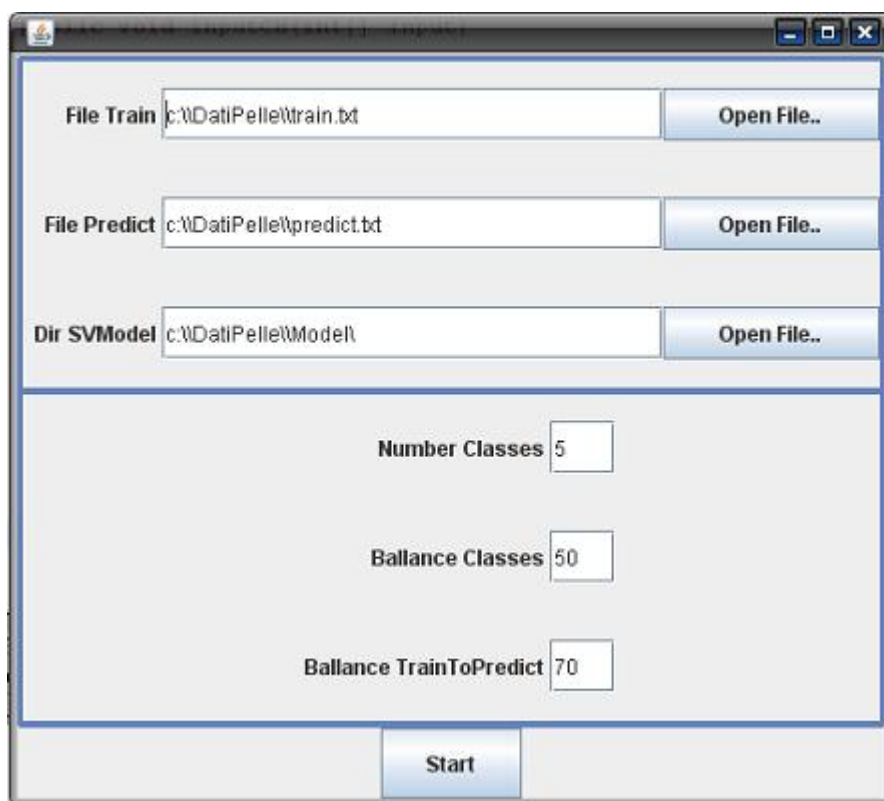 File Train c:\\DatiPelle\\train.txt Open File..
File Predict c:\\DatiPelle\\predict.txt Open File..
Dir SVModel c:\\DatiPelle\\Model\ Open File..
Number Classes 5
Ballance Classes 50
Ballance TrainToPredict 70
Start